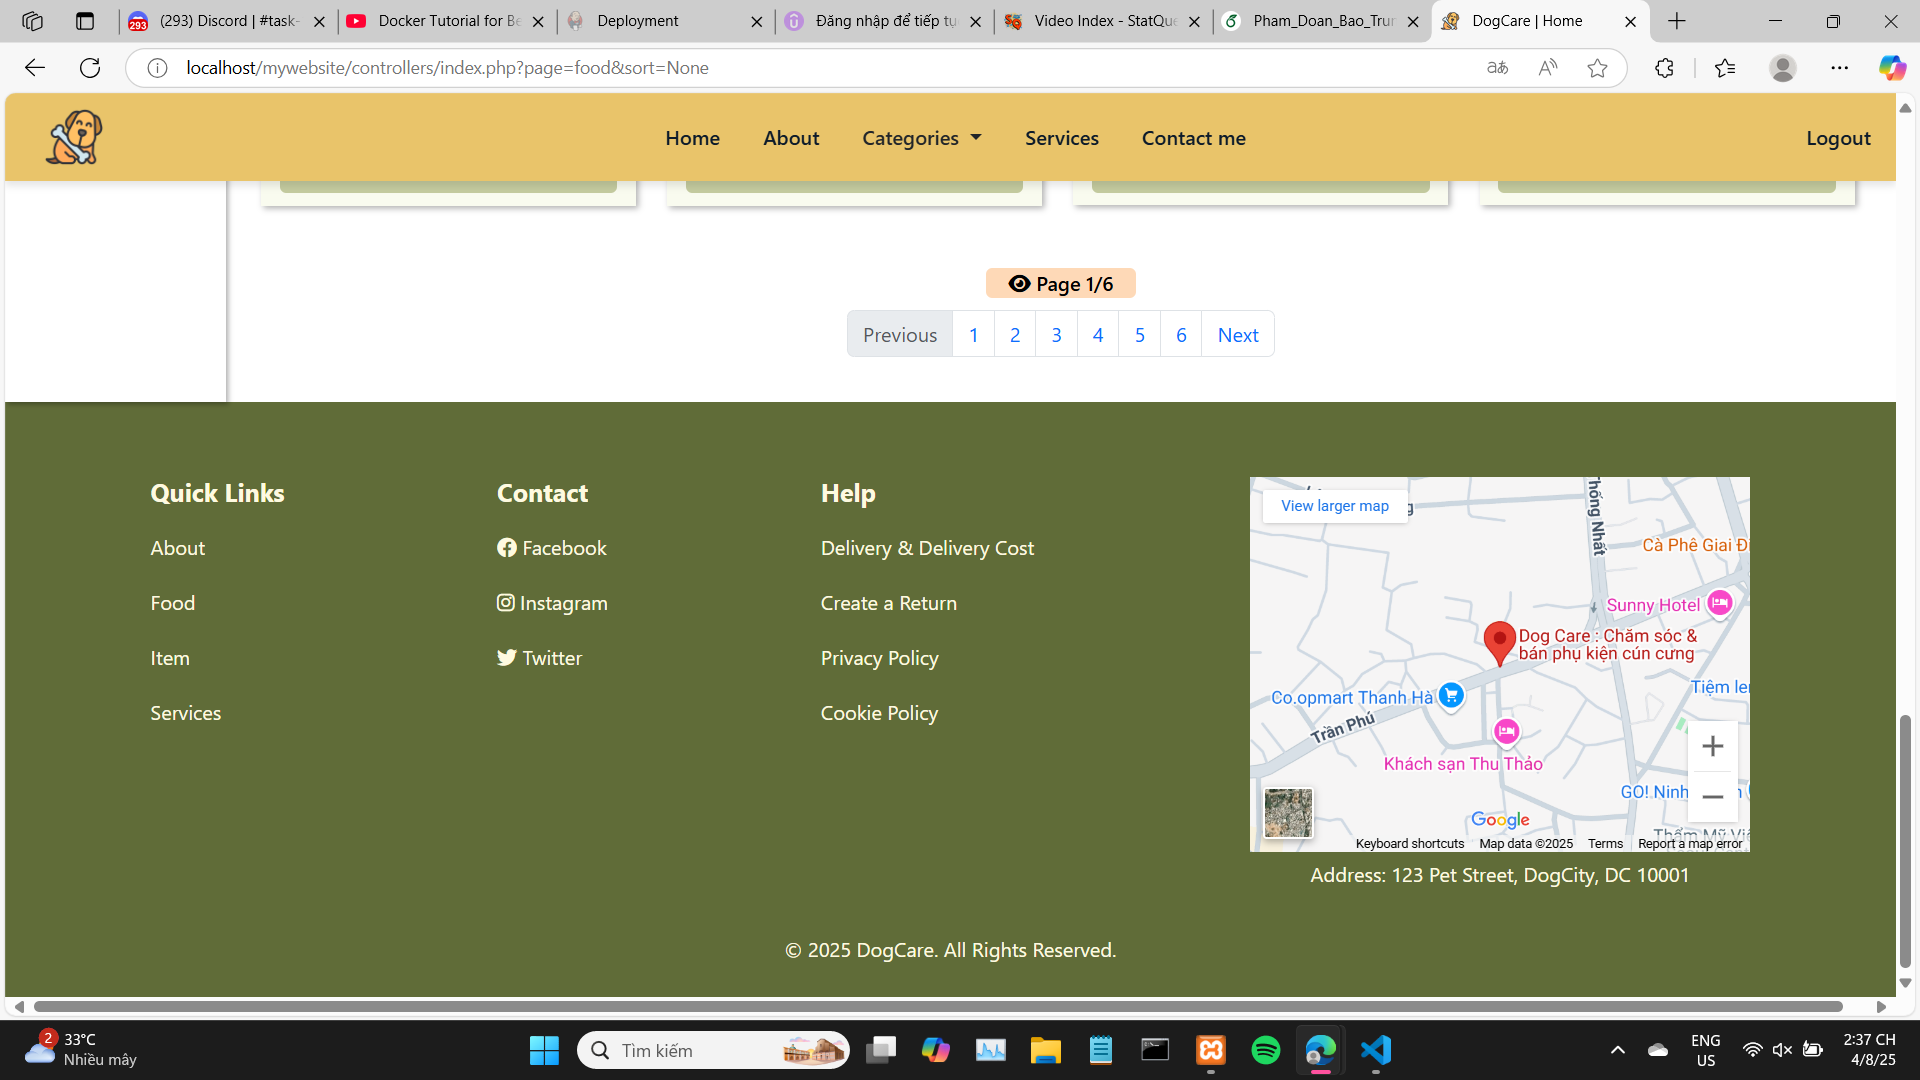 (293) Discord | #task-
Docker Tutorial for Be
Deployment
Đăng nhập để tiếp tụ
Video Index - StatQue
Pham_Doan_Bao_Trun
DogCare | Home
localhost/mywebsite/controllers/index.php?page=food&sort=None
Home
About
Categories
Services
Contact me
Logout
Page 1/6
Previous 1 2 3 4 5 6 Next
Quick Links
About
Food
Item
Services
Contact
Facebook
Instagram
Twitter
Help
Delivery & Delivery Cost
Create a Return
Privacy Policy
Cookie Policy
View larger map
Thống Nhất
Cà Phê Giai Đ
Sunny Hotel
Dog Care : Chăm sóc &
bán phụ kiện cún cưng
Tiệm le
Co.opmart Thanh Hà
Trần Phú
Khách sạn Thu Thảo
GO! Ninh
Google
Thẩm Mỹ Vi
Keyboard shortcuts
Map data ©2025
Terms
Report a map error
Address: 123 Pet Street, DogCity, DC 10001
© 2025 DogCare. All Rights Reserved.
2
33°C
Nhiều mây
Tìm kiếm
ENG
US
2:37 CH
4/8/25